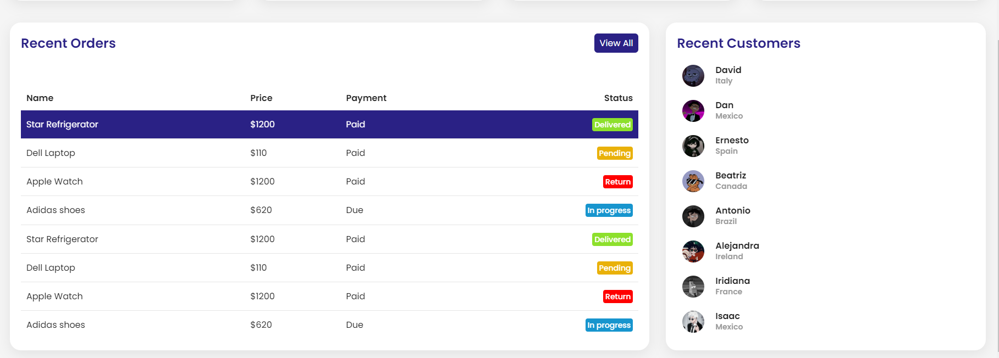 Recent Orders
View All
Name Price Payment Status
Star Refrigerator $1200 Paid Delivered
Dell Laptop $110 Paid Pending
Apple Watch $1200 Paid Return
Adidas shoes $620 Due In progress
Star Refrigerator $1200 Paid Delivered
Dell Laptop $110 Paid Pending
Apple Watch $1200 Paid Return
Adidas shoes $620 Due In progress
Recent Customers
David
Italy
Dan
Mexico
Ernesto
Spain
Beatriz
Canada
Antonio
Brazil
Alejandra
Ireland
Iridiana
France
Isaac
Mexico